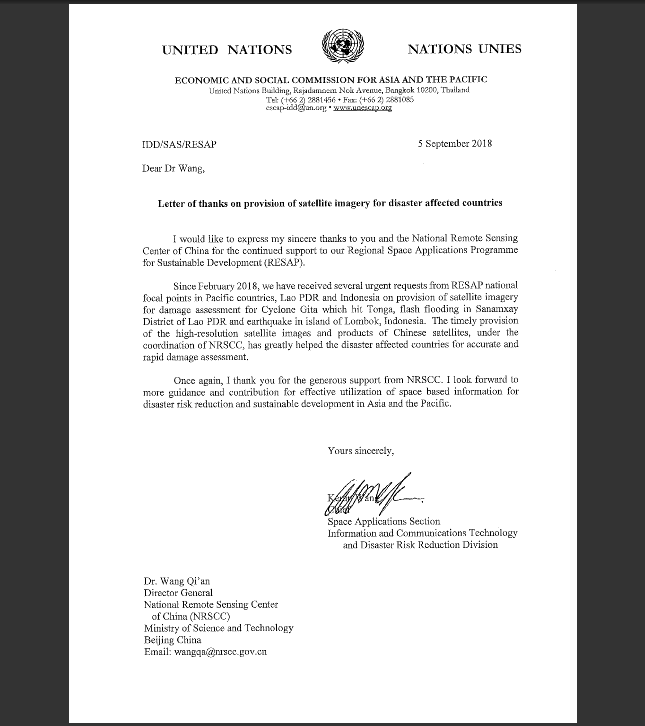 UNITED NATIONS
NATIONS UNIES
ECONOMIC AND SOCIAL COMMISSION FOR ASIA AND THE PACIFIC
United Nations Building, Rajadamnern Nok Avenue, Bangkok 10200, Thailand
Tel: (+66 2) 2881456 • Fax: (+66 2) 2881085
escap-idd@un.org • www.unescap.org
IDD/SAS/RESAP
5 September 2018
Dear Dr Wang,
Letter of thanks on provision of satellite imagery for disaster affected countries
I would like to express my sincere thanks to you and the National Remote Sensing
Center of China for the continued support to our Regional Space Applications Programme
for Sustainable Development (RESAP).
Since February 2018, we have received several urgent requests from RESAP national
focal points in Pacific countries, Lao PDR and Indonesia on provision of satellite imagery
for damage assessment for Cyclone Gita which hit Tonga, flash flooding in Sanamxay
District of Lao PDR and earthquake in island of Lombok, Indonesia. The timely provision
of the high-resolution satellite images and products of Chinese satellites, under the
coordination of NRSCC, has greatly helped the disaster affected countries for accurate and
rapid damage assessment.
Once again, I thank you for the generous support from NRSCC. I look forward to
more guidance and contribution for effective utilization of space based information for
disaster risk reduction and sustainable development in Asia and the Pacific.
Yours sincerely,
Space Applications Section
Information and Communications Technology
and Disaster Risk Reduction Division
Dr. Wang Qi'an
Director General
National Remote Sensing Center
of China (NRSCC)
Ministry of Science and Technology
Beijing China
Email: wangqa@nrscc.gov.cn